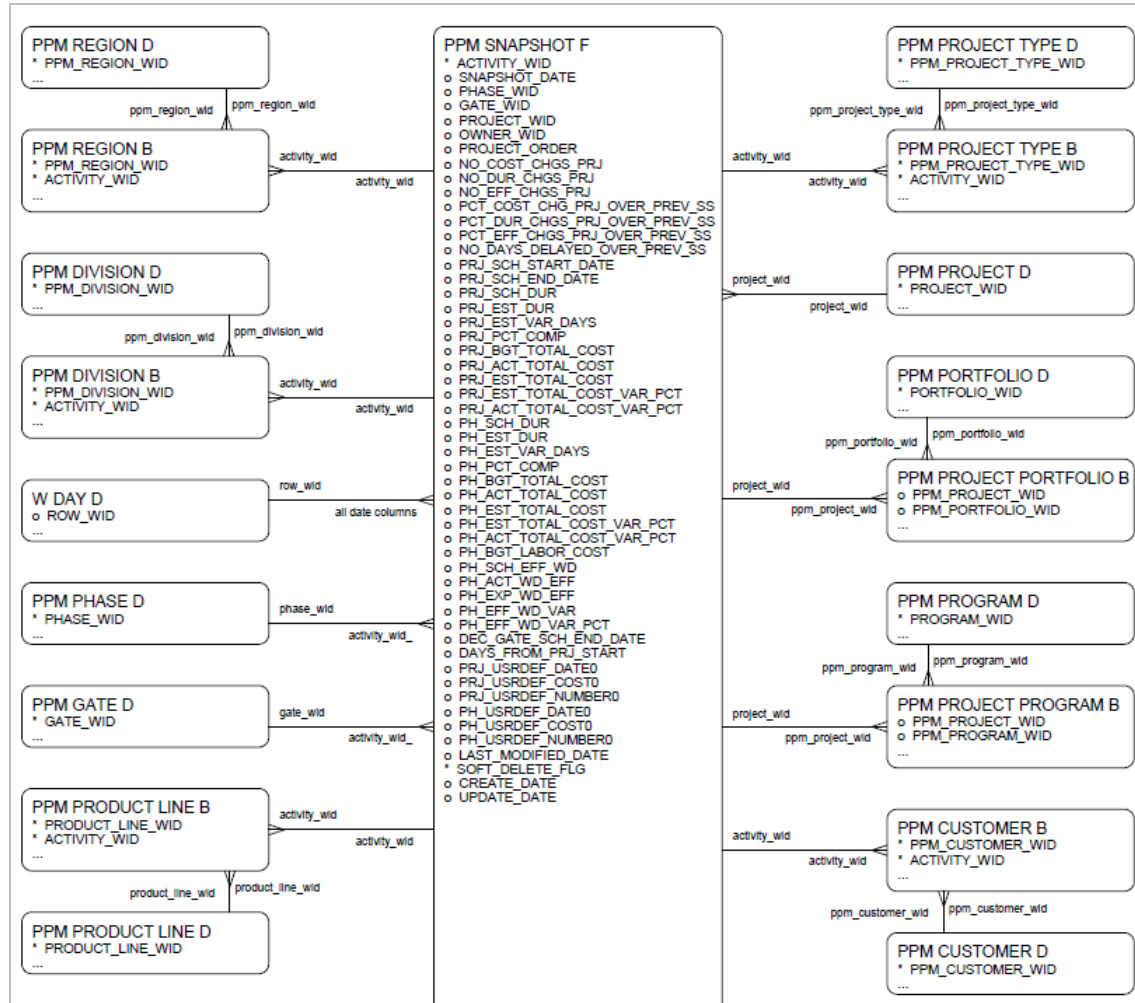 PPM REGION D
* PPM_REGION_WID
...
ppm_region_wid
ppm_region_wid
PPM REGION B
* PPM_REGION_WID
* ACTIVITY_WID
...
activity_wid
activity_wid
PPM DIVISION D
* PPM_DIVISION_WID
...
ppm_division_wid
ppm_division_wid
PPM DIVISION B
* PPM_DIVISION_WID
* ACTIVITY_WID
...
activity_wid
activity_wid
W DAY D
o ROW_WID
...
row_wid
all date columns
PPM PHASE D
* PHASE_WID
...
phase_wid
activity_wid_
PPM GATE D
* GATE_WID
...
gate_wid
activity_wid_
PPM PRODUCT LINE B
* PRODUCT_LINE_WID
* ACTIVITY_WID
...
activity_wid
activity_wid
product_line_wid
product_line_wid
PPM PRODUCT LINE D
* PRODUCT_LINE_WID
...
PPM SNAPSHOT F
* ACTIVITY_WID
o SNAPSHOT_DATE
o PHASE_WID
o GATE_WID
o PROJECT_WID
o OWNER_WID
o PROJECT_ORDER
o NO_COST_CHGS_PRJ
o NO_DUR_CHGS_PRJ
o NO_EFF_CHGS_PRJ
o PCT_COST_CHG_PRJ_OVER_PREV_SS
o PCT_DUR_CHGS_PRJ_OVER_PREV_SS
o PCT_EFF_CHGS_PRJ_OVER_PREV_SS
o NO_DAYS_DELAYED_OVER_PREV_SS
o PRJ_SCH_START_DATE
o PRJ_SCH_END_DATE
o PRJ_SCH_DUR
o PRJ_EST_DUR
o PRJ_EST_VAR_DAYS
o PRJ_PCT_COMP
o PRJ_BGT_TOTAL_COST
o PRJ_ACT_TOTAL_COST
o PRJ_EST_TOTAL_COST
o PRJ_EST_TOTAL_COST_VAR_PCT
o PRJ_ACT_TOTAL_COST_VAR_PCT
o PH_SCH_DUR
o PH_EST_DUR
o PH_EST_VAR_DAYS
o PH_PCT_COMP
o PH_BGT_TOTAL_COST
o PH_ACT_TOTAL_COST
o PH_EST_TOTAL_COST
o PH_EST_TOTAL_COST_VAR_PCT
o PH_ACT_TOTAL_COST_VAR_PCT
o PH_BGT_LABOR_COST
o PH_SCH_EFF_WD
o PH_ACT_WD_EFF
o PH_EXP_WD_EFF
o PH_EFF_WD_VAR
o PH_EFF_WD_VAR_PCT
o DEC_GATE_SCH_END_DATE
o DAYS_FROM_PRJ_START
o PRJ_USRDEF_DATE0
o PRJ_USRDEF_COST0
o PRJ_USRDEF_NUMBER0
o PH_USRDEF_DATE0
o PH_USRDEF_COST0
o PH_USRDEF_NUMBER0
o LAST_MODIFIED_DATE
* SOFT_DELETE_FLG
o CREATE_DATE
o UPDATE_DATE
PPM PROJECT TYPE D
* PPM_PROJECT_TYPE_WID
...
ppm_project_type_wid
ppm_project_type_wid
activity_wid
activity_wid
PPM PROJECT TYPE B
* PPM_PROJECT_TYPE_WID
* ACTIVITY_WID
...
project_wid
project_wid
PPM PROJECT D
* PROJECT_WID
...
PPM PORTFOLIO D
* PORTFOLIO_WID
...
ppm_portfolio_wid
ppm_portfolio_wid
project_wid
ppm_project_wid
PPM PROJECT PORTFOLIO B
o PPM_PROJECT_WID
o PPM_PORTFOLIO_WID
...
PPM PROGRAM D
* PROGRAM_WID
...
ppm_program_wid
ppm_program_wid
project_wid
ppm_project_wid
PPM PROJECT PROGRAM B
o PPM_PROJECT_WID
o PPM_PROGRAM_WID
...
activity_wid
activity_wid
PPM CUSTOMER B
* PPM_CUSTOMER_WID
* ACTIVITY_WID
...
ppm_customer_wid
ppm_customer_wid
PPM CUSTOMER D
* PPM_CUSTOMER_WID
...